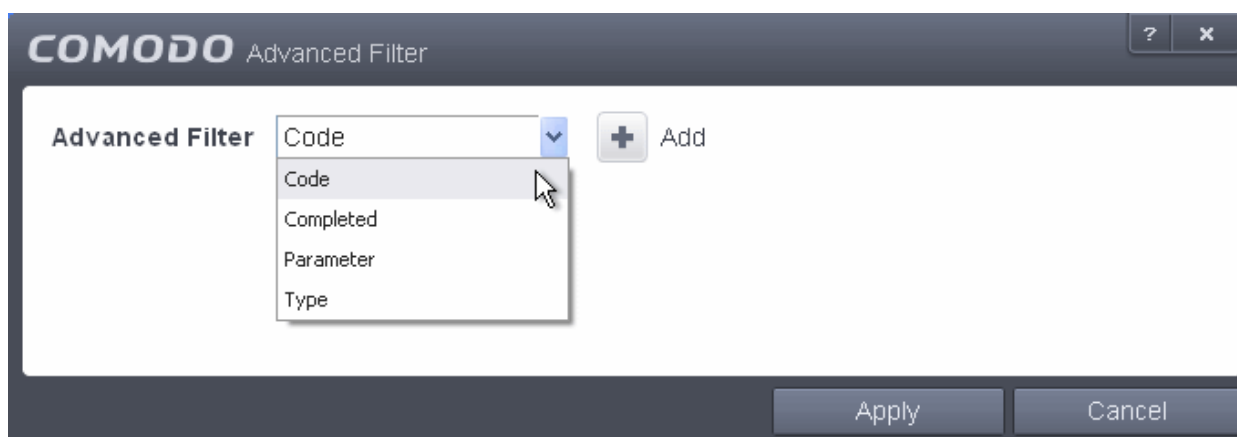 COMODO Advanced Filter
? x
Advanced Filter Code Add
Code
Completed
Parameter
Type
Apply Cancel